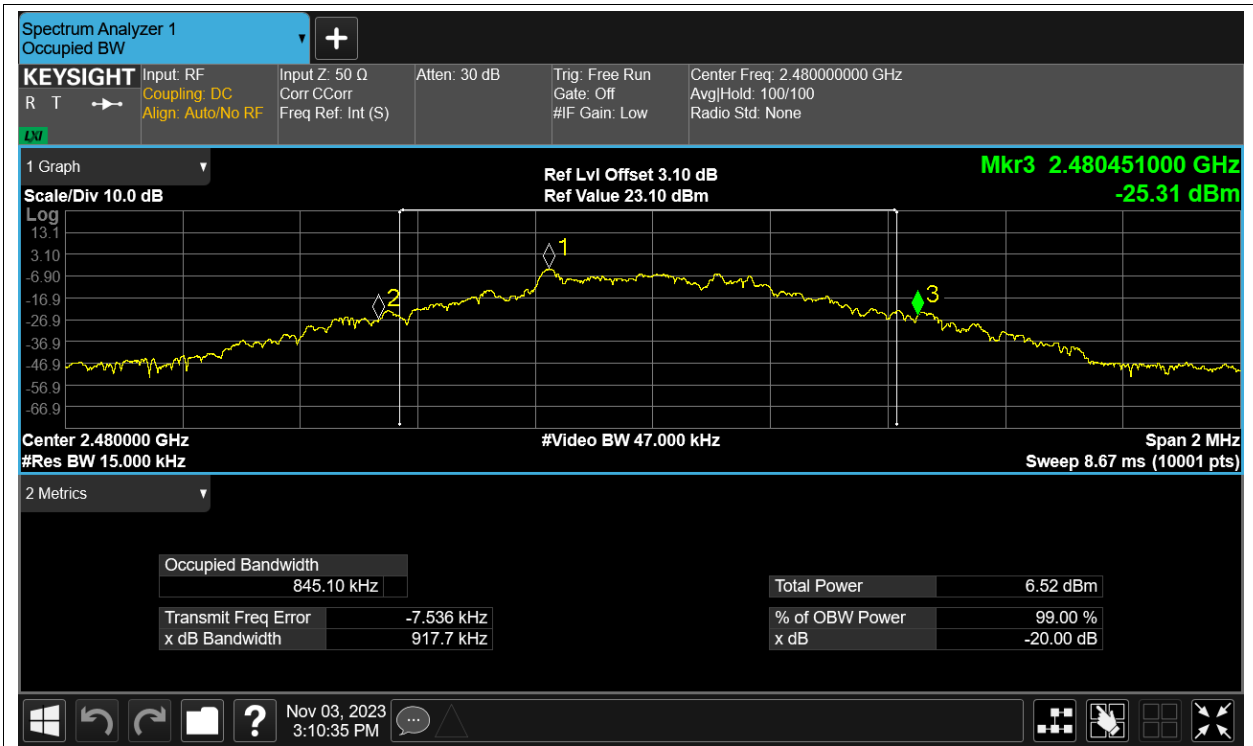 Spectrum Analyzer 1
Occupied BW
KEYSIGHT
R T
LXI
Input: RF
Coupling: DC
Align: Auto/No RF
Input Z: 50 Ω
Corr CCorr
Freq Ref: Int (S)
Atten: 30 dB
Trig: Free Run
Gate: Off
#IF Gain: Low
Center Freq: 2.480000000 GHz
Avg|Hold: 100/100
Radio Std: None
1 Graph
Scale/Div 10.0 dB
Ref Lvl Offset 3.10 dB
Ref Value 23.10 dBm
Mkr3 2.480451000 GHz
-25.31 dBm
Log
13.1
3.10
-6.90
-16.9
-26.9
-36.9
-46.9
-56.9
-66.9
1
2
3
Center 2.480000 GHz
#Res BW 15.000 kHz
#Video BW 47.000 kHz
Span 2 MHz
Sweep 8.67 ms (10001 pts)
2 Metrics
Occupied Bandwidth
845.10 kHz
Transmit Freq Error -7.536 kHz
x dB Bandwidth 917.7 kHz
Total Power 6.52 dBm
% of OBW Power 99.00 %
x dB -20.00 dB
Nov 03, 2023
3:10:35 PM